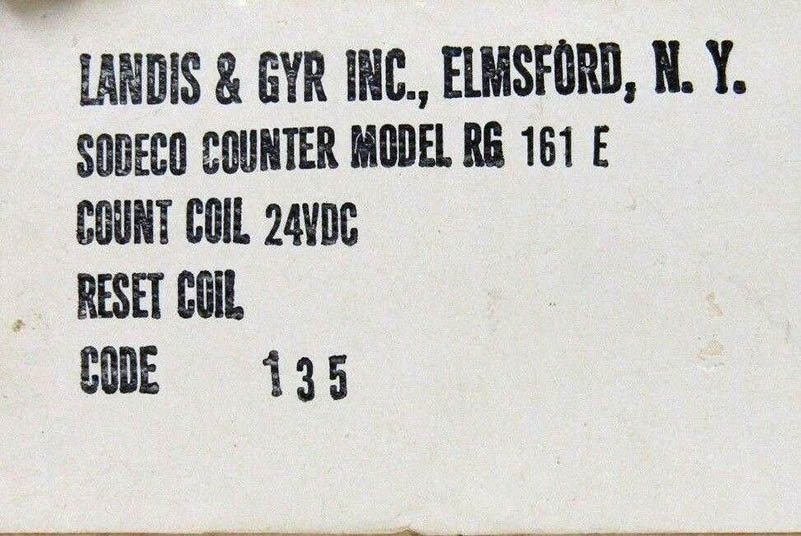 LANDIS & GYR INC., ELMSFORD, N. Y.
SODECO COUNTER MODEL RG 161 E
COUNT COIL 24VDC
RESET COIL
CODE 135